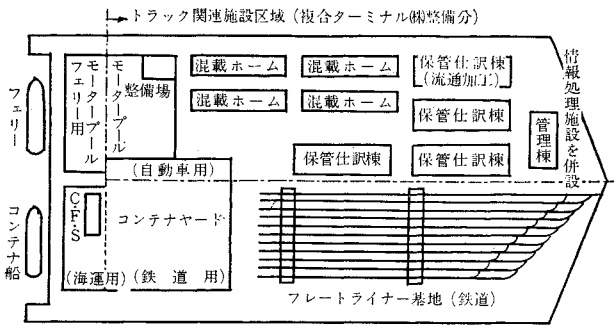 トラック関連施設区域(複合ターミナル(株)整備分)
フェリー
モータープール
フェリー用
モータープール
整備場
(自動車用)
混載ホーム
混載ホーム
混載ホーム
混載ホーム
保管仕訳棟
(流通加工)
保管仕訳棟
保管仕訳棟
保管仕訳棟
管理棟
情報処理施設を併設
コンテナ船
C・F・S
(海運用)
コンテナヤード
(鉄道用)
フレートライナー基地(鉄道)